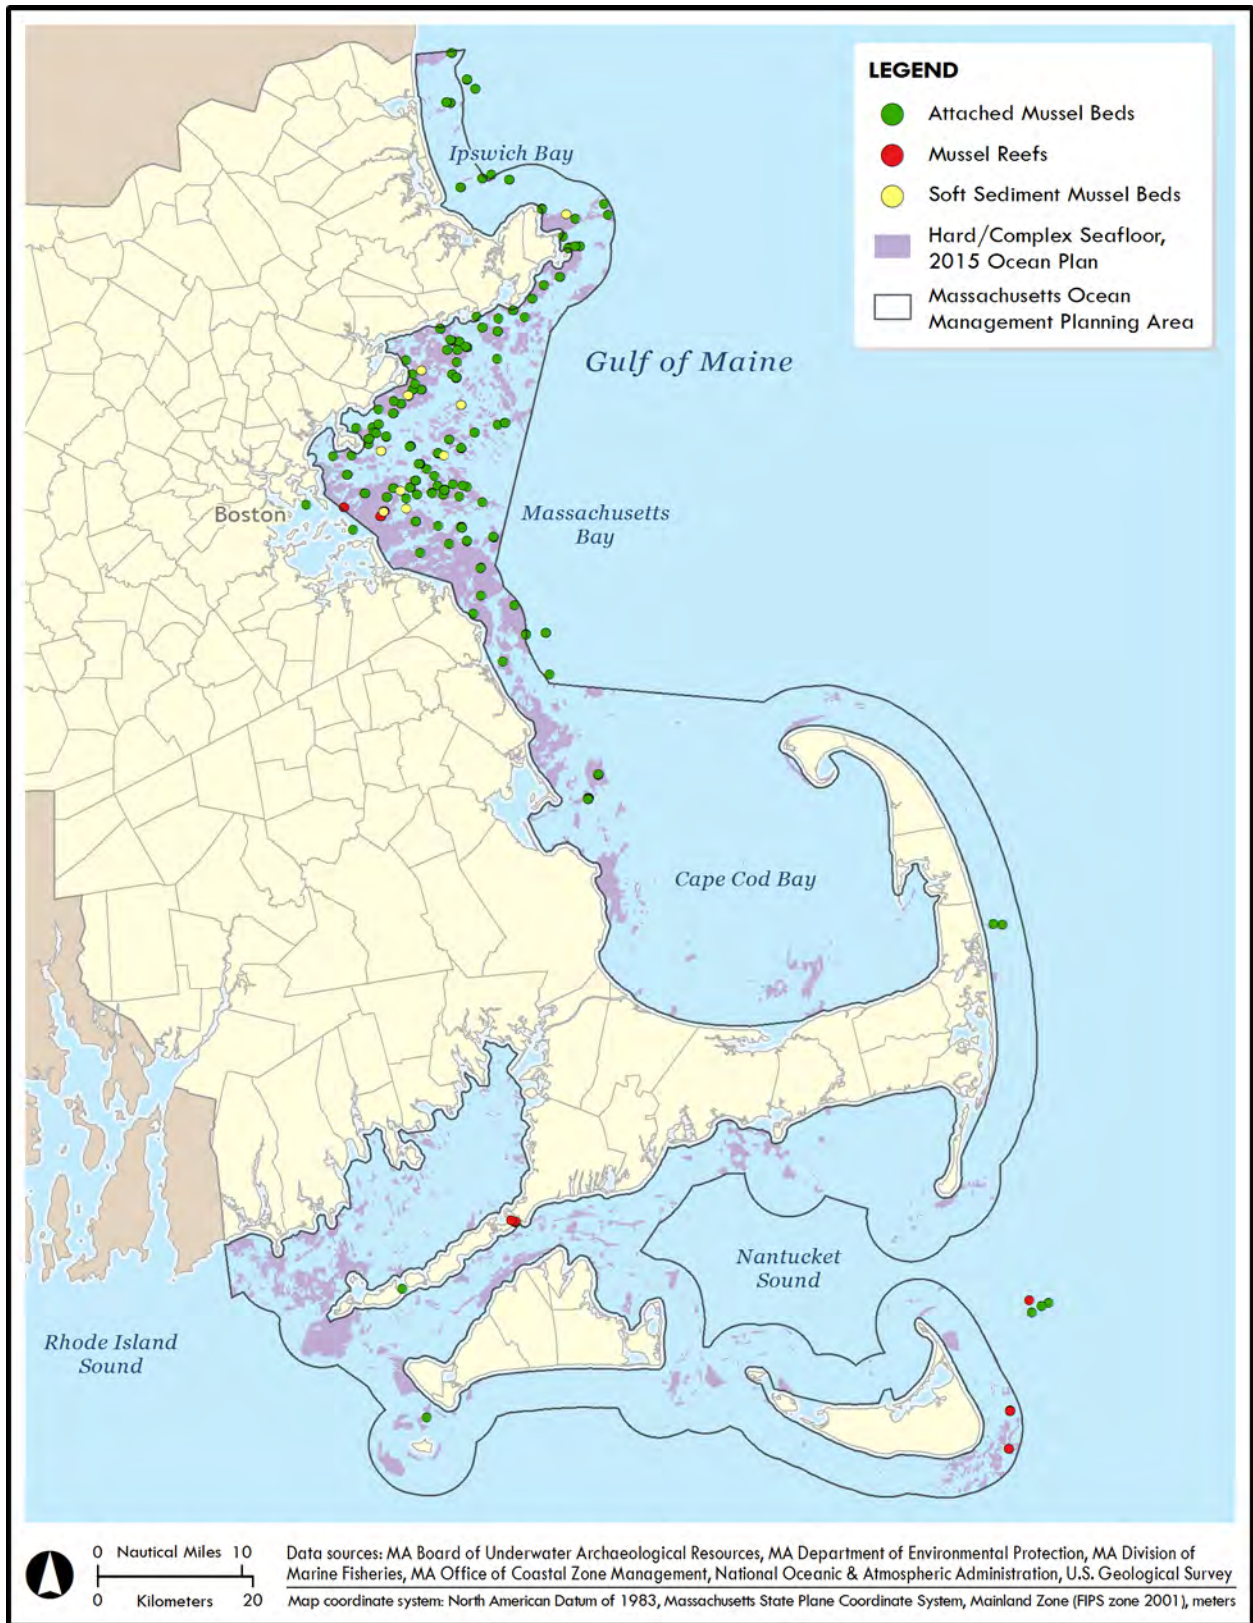 LEGEND
Attached Mussel Beds
Mussel Reefs
Soft Sediment Mussel Beds
Hard/Complex Seafloor,
2015 Ocean Plan
Massachusetts Ocean
Management Planning Area
Ipswich Bay
Gulf of Maine
Boston
Massachusetts
Bay
Cape Cod Bay
Nantucket
Sound
Rhode Island
Sound
0 Nautical Miles 10
0 Kilometers 20
Data sources: MA Board of Underwater Archaeological Resources, MA Department of Environmental Protection, MA Division of
Marine Fisheries, MA Office of Coastal Zone Management, National Oceanic & Atmospheric Administration, U.S. Geological Survey
Map coordinate system: North American Datum of 1983, Massachusetts State Plane Coordinate System, Mainland Zone (FIPS zone 2001), meters